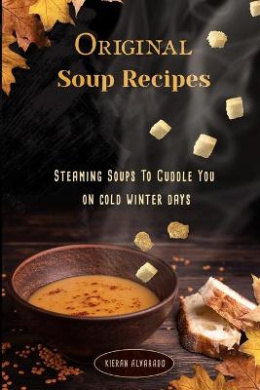 Original
Soup Recipes
Steaming Soups To Cuddle You
on cold winter days
Kieran Alvarado